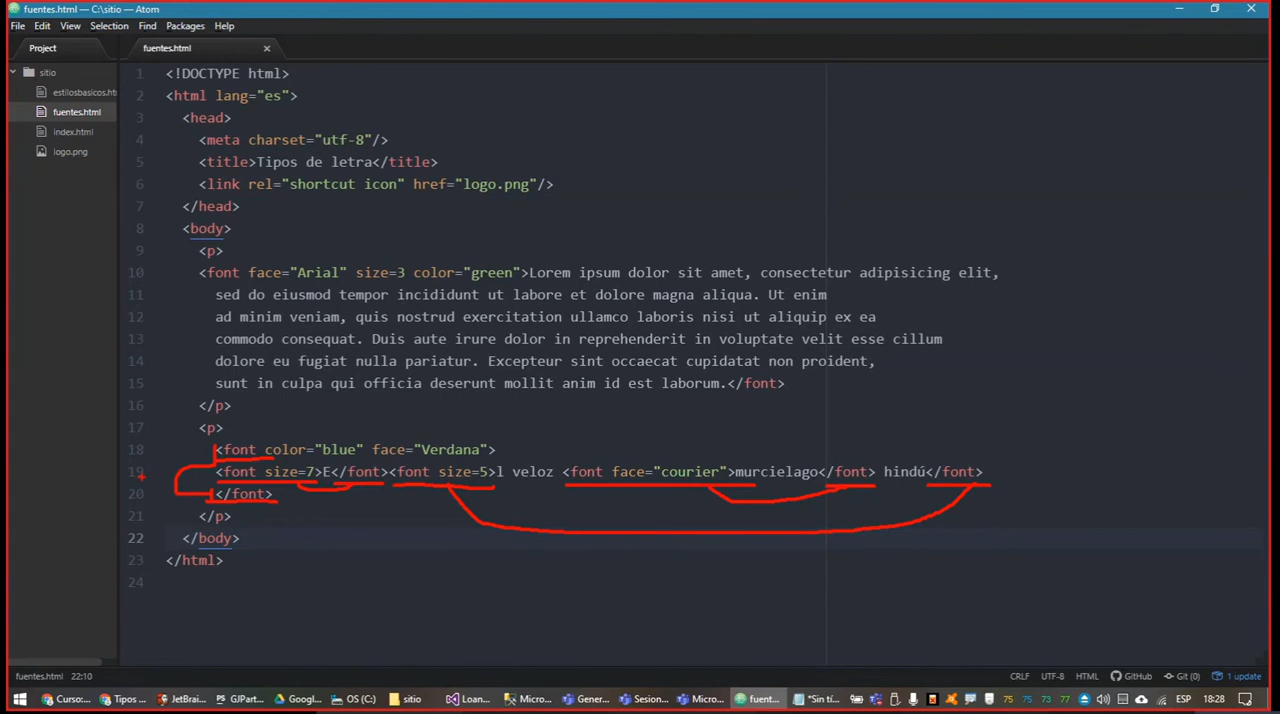 fuentes.html — C:\sitio — Atom
File Edit View Selection Find Packages Help
Project
fuentes.html
sitio
estilosbasicos.ht
fuentes.html
index.html
logo.png
1 <!DOCTYPE html>
2 <html lang="es">
3 <head>
4 <meta charset="utf-8"/>
5 <title>Tipos de letra</title>
6 <link rel="shortcut icon" href="logo.png"/>
7 </head>
8 <body>
9 <p>
10 <font face="Arial" size=3 color="green">Lorem ipsum dolor sit amet, consectetur adipisicing elit,
11 sed do eiusmod tempor incididunt ut labore et dolore magna aliqua. Ut enim
12 ad minim veniam, quis nostrud exercitation ullamco laboris nisi ut aliquip ex ea
13 commodo consequat. Duis aute irure dolor in reprehenderit in voluptate velit esse cillum
14 dolore eu fugiat nulla pariatur. Excepteur sint occaecat cupidatat non proident,
15 sunt in culpa qui officia deserunt mollit anim id est laborum.</font>
16 </p>
17 <p>
18 <font color="blue" face="Verdana">
19 <font size=7>E</font><font size=5>l veloz <font face="courier">murcielago</font> hindú</font>
20 </font>
21 </p>
22 </body>
23 </html>
24
fuentes.html 22:10 CRLF UTF-8 HTML GitHub Git (0) 1 update
Curso:... Tipos ... JetBrai... GJPart... Googl... OS (C:) sitio Loan... Micro... Gener... Sesion... Micro... fuent... *Sin tí... 75 75 73 77 ESP 18:28